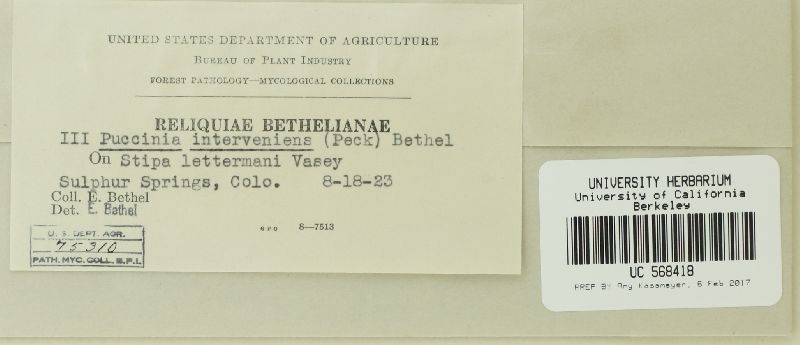 UNITED STATES DEPARTMENT OF AGRICULTURE
BUREAU OF PLANT INDUSTRY
FOREST PATHOLOGY—MYCOLOGICAL COLLECTIONS
RELIQUIAE BETHELIANAE
III Puccinia interveniens (Peck) Bethel
On Stipa lettermani Vasey
Sulphur Springs, Colo. 8-18-23
Coll. E. Bethel
Det. E. Bethel
GPO 8—7513
U. S. DEPT. AGR.
75310
PATH. MYC. COLL. B.P.I.
UNIVERSITY HERBARIUM
University of California
Berkeley
UC 568418
PREP BY Amy Kasameyer, 6 Feb 2017